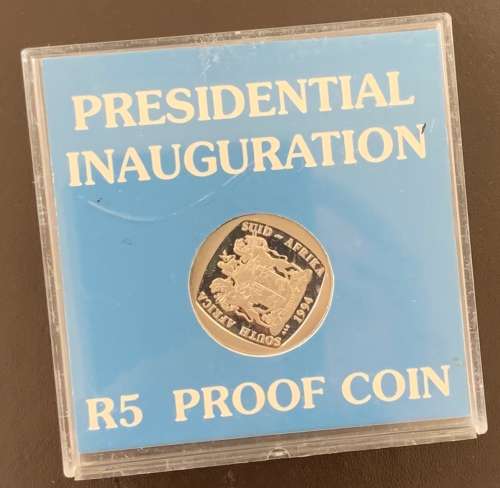 PRESIDENTIAL
INAUGURATION
SUID-AFRIKA
1994
SOUTH AFRICA
R5 PROOF COIN